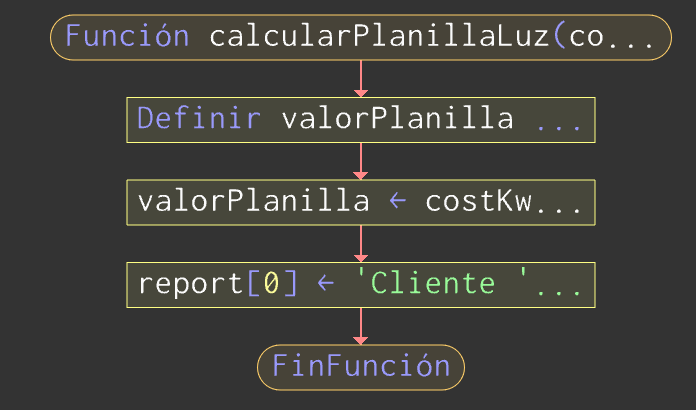 Función calcularPlanillaLuz(co...
Definir valorPlanilla ...
valorPlanilla ← costKw...
report[0] ← 'Cliente '...
FinFunción